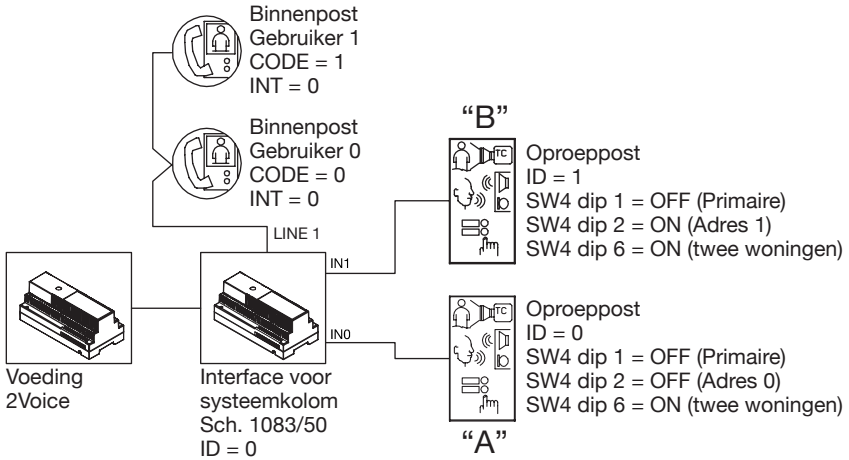 Binnenpost
Gebruiker 1
CODE = 1
INT = 0
Binnenpost
Gebruiker 0
CODE = 0
INT = 0
LINE 1
"B"
TC
Oproeppost
ID = 1
SW4 dip 1 = OFF (Primaire)
SW4 dip 2 = ON (Adres 1)
SW4 dip 6 = ON (twee woningen)
IN1
IN0
TC
Oproeppost
ID = 0
SW4 dip 1 = OFF (Primaire)
SW4 dip 2 = OFF (Adres 0)
SW4 dip 6 = ON (twee woningen)
"A"
Voeding
2Voice
Interface voor
systeemkolom
Sch. 1083/50
ID = 0